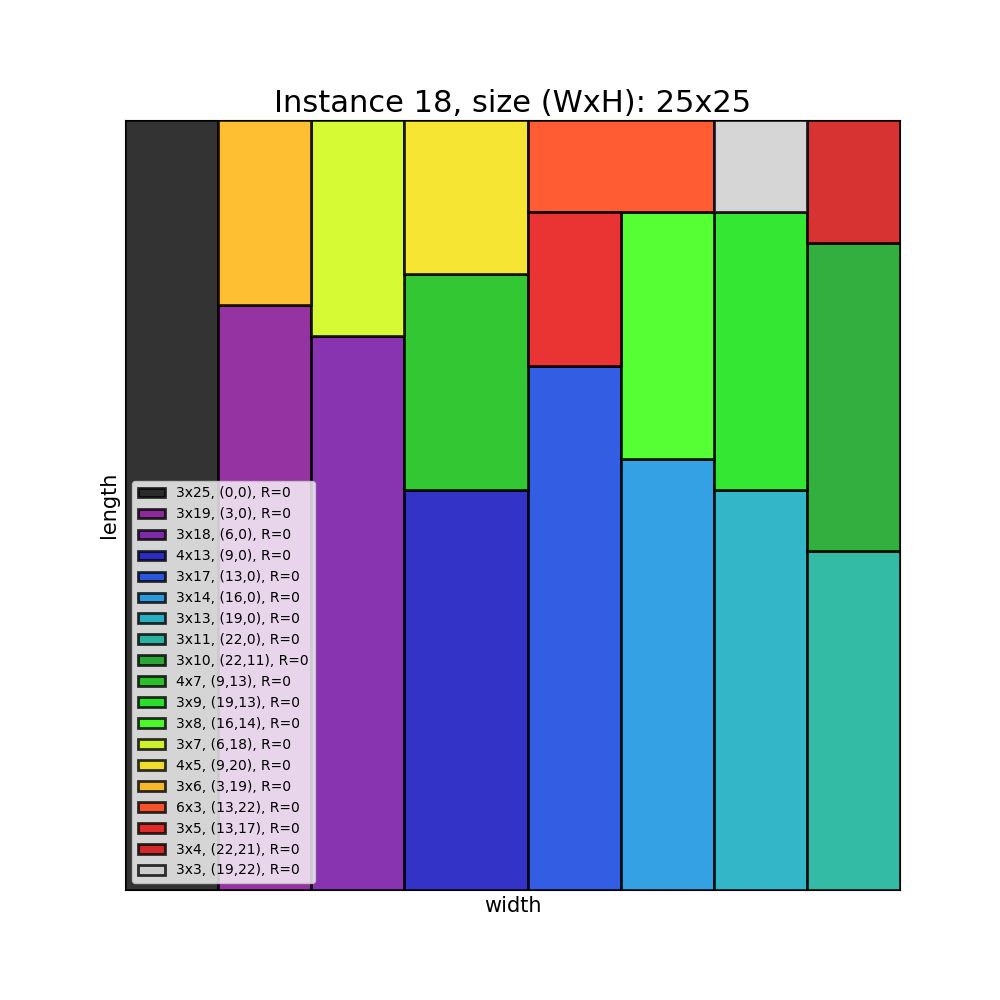 Instance 18, size (WxH): 25x25
length
3x25, (0,0), R=0
3x19, (3,0), R=0
3x18, (6,0), R=0
4x13, (9,0), R=0
3x17, (13,0), R=0
3x14, (16,0), R=0
3x13, (19,0), R=0
3x11, (22,0), R=0
3x10, (22,11), R=0
4x7, (9,13), R=0
3x9, (19,13), R=0
3x8, (16,14), R=0
3x7, (6,18), R=0
4x5, (9,20), R=0
3x6, (3,19), R=0
6x3, (13,22), R=0
3x5, (13,17), R=0
3x4, (22,21), R=0
3x3, (19,22), R=0
width